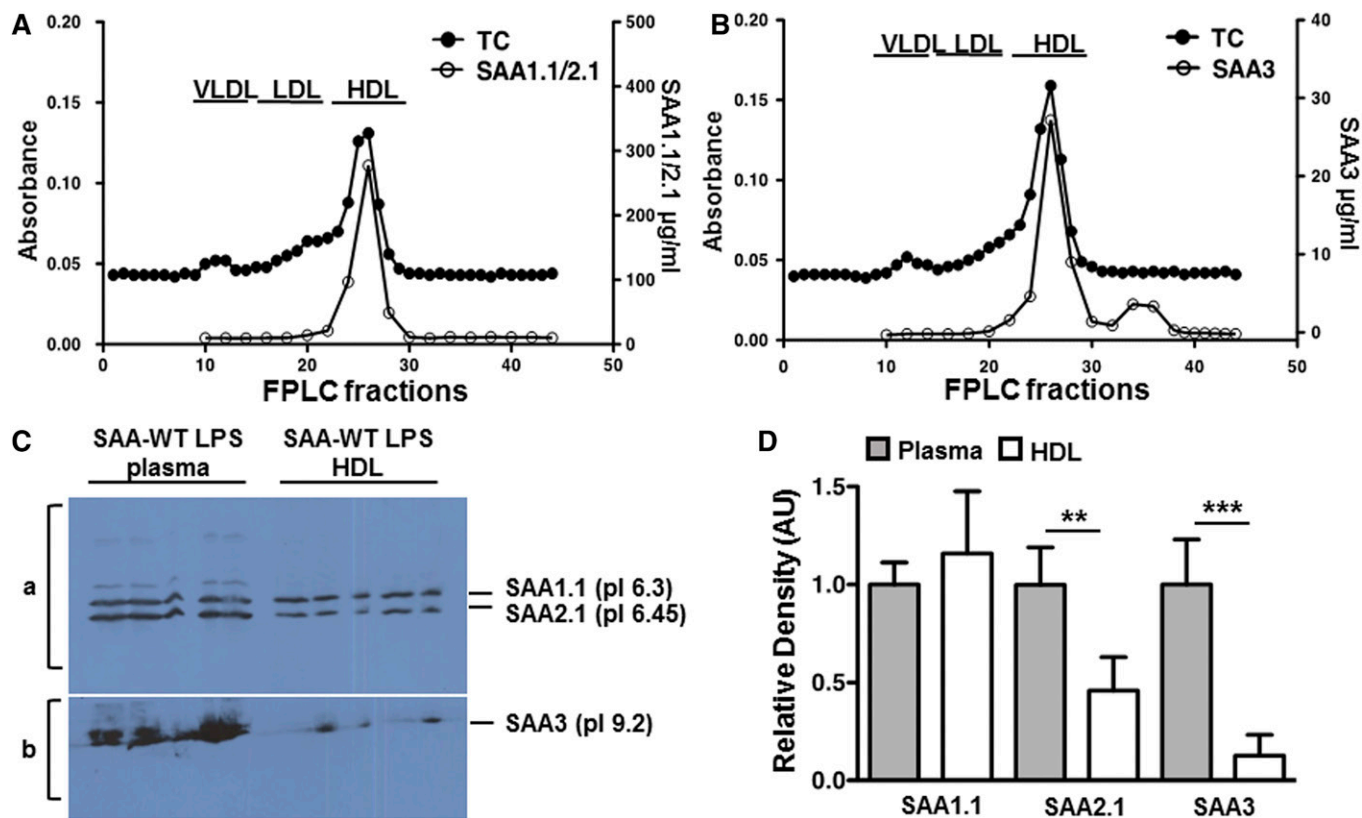 A
0.20
0.15
0.10
0.05
0.00
Absorbance
TC
SAA1.1/2.1
VLDL LDL HDL
500
400
300
200
100
0
SAA1.1/2.1 µg/ml
0 10 20 30 40 50
FPLC fractions
B
0.20
0.15
0.10
0.05
0.00
Absorbance
VLDL LDL HDL
TC
SAA3
40
30
20
10
0
SAA3 µg/ml
0 10 20 30 40 50
FPLC fractions
C
SAA-WT LPS
plasma
SAA-WT LPS
HDL
a
SAA1.1 (pI 6.3)
SAA2.1 (pI 6.45)
b
SAA3 (pI 9.2)
D
Plasma HDL
1.5
1.0
0.5
0.0
Relative Density (AU)
**
***
SAA1.1 SAA2.1 SAA3